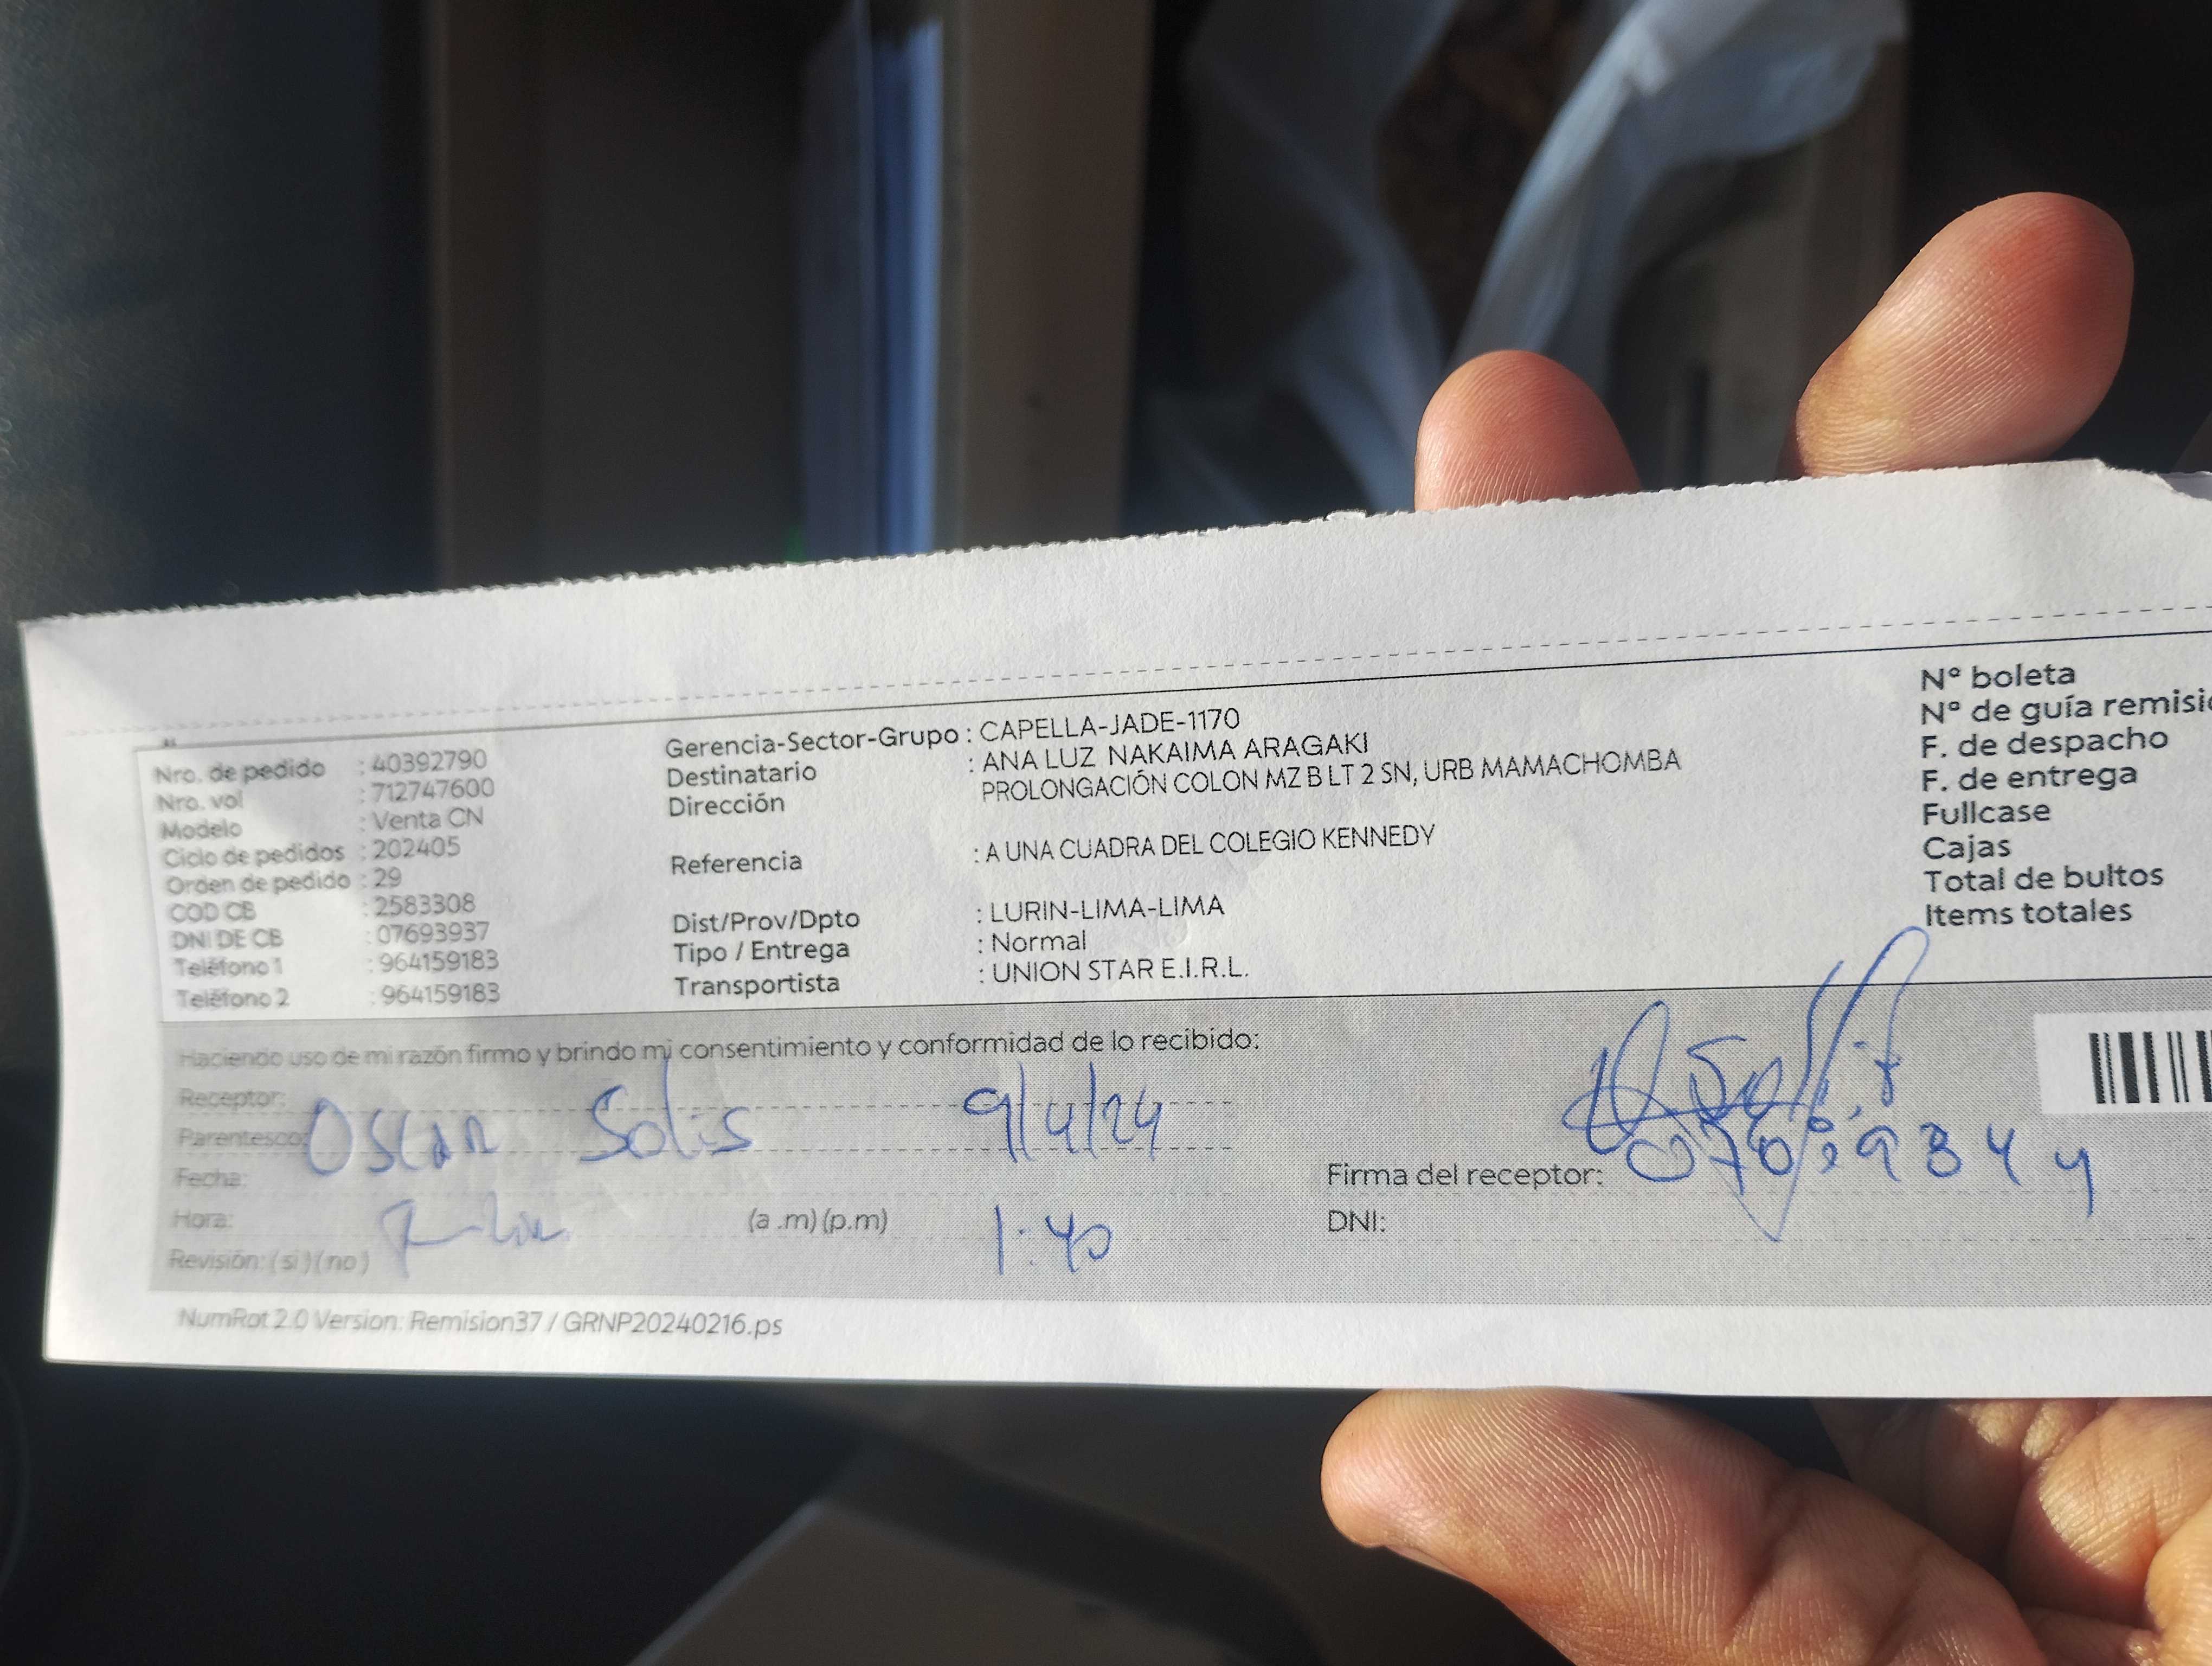 Nro. de pedido : 40392790
Nro. vol : 712747600
Modelo : Venta CN
Ciclo de pedidos : 202405
Orden de pedido : 29
COD CB : 2583308
DNI DE CB : 07693937
Teléfono 1 : 964159183
Teléfono 2 : 964159183
Gerencia-Sector-Grupo : CAPELLA-JADE-1170
Destinatario : ANA LUZ NAKAIMA ARAGAKI
Dirección PROLONGACIÓN COLON MZ B LT 2 SN, URB MAMACHOMBA
Referencia : A UNA CUADRA DEL COLEGIO KENNEDY
Dist/Prov/Dpto : LURIN-LIMA-LIMA
Tipo / Entrega : Normal
Transportista : UNION STAR E.I.R.L.
N° boleta
N° de guía
F. de despacho
F. de entrega
Fullcase
Cajas
Total de bultos
Items totales
Haciendo uso de mi razón firmo y brindo mi consentimiento y conformidad de lo recibido:
Receptor:
Parentesco: Oscar Solis 9/4/24
Fecha:
Hora: (a .m) (p.m) 1:40
Revisión: ( si ) ( no )
Firma del receptor:
DNI:
NumRot 2.0 Version: Remision37 / GRNP20240216.ps